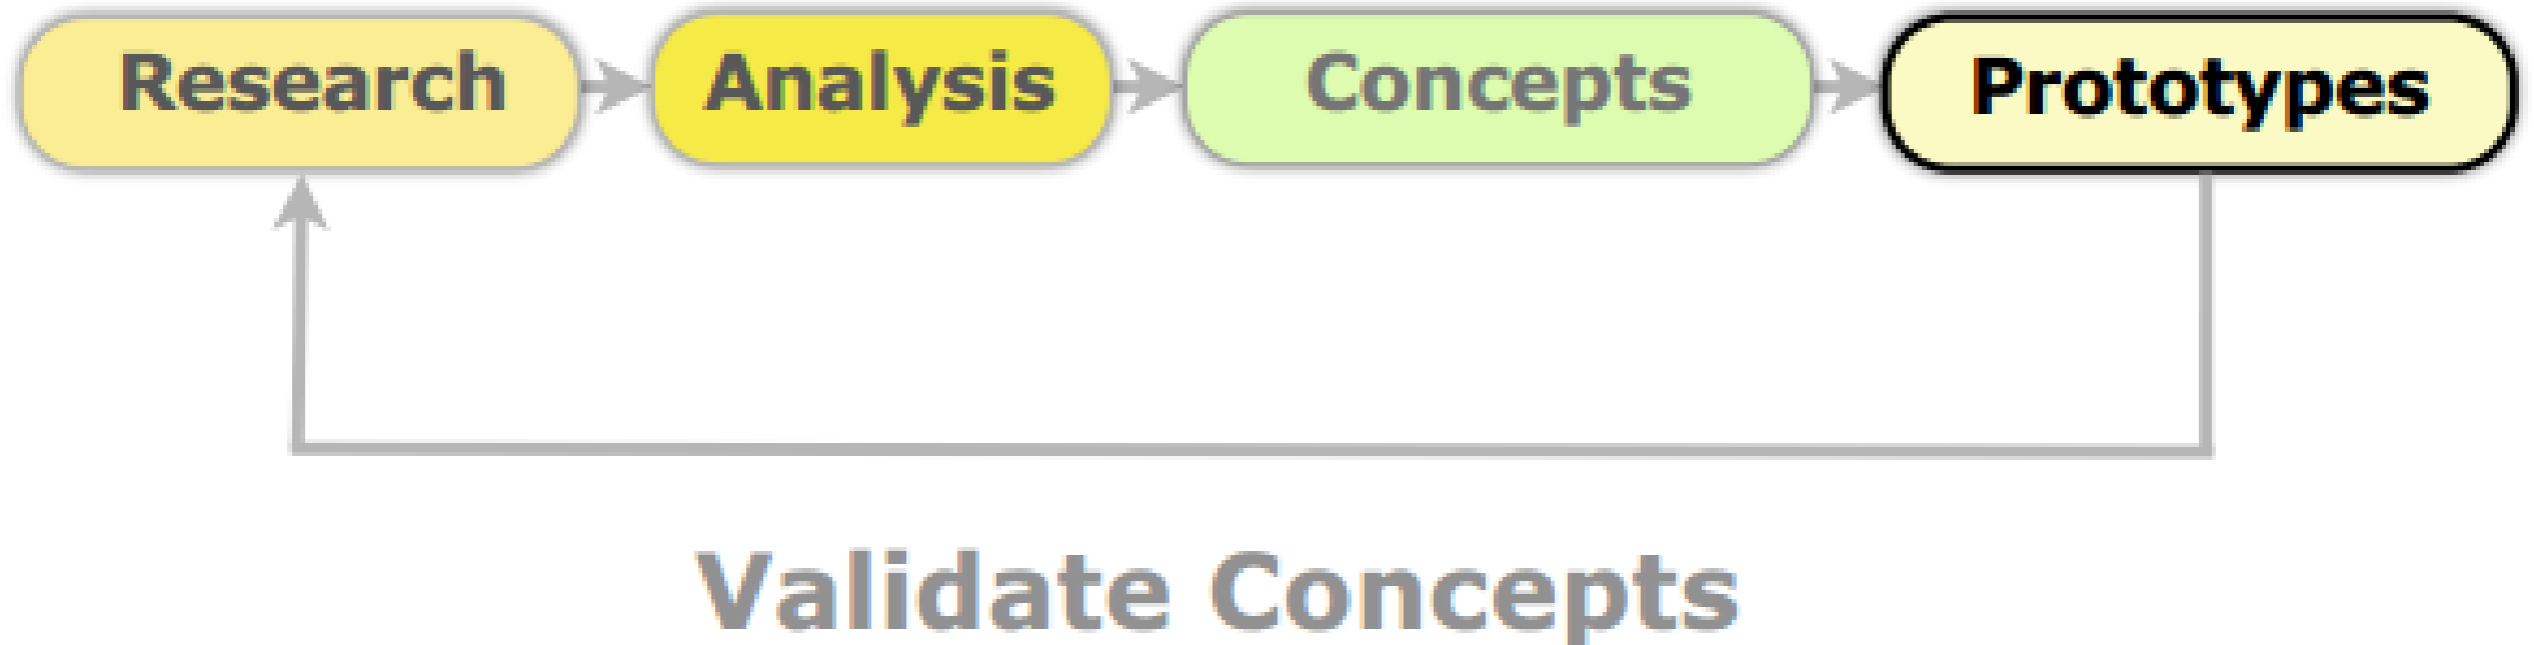 Research Analysis Concepts Prototypes
Validate Concepts